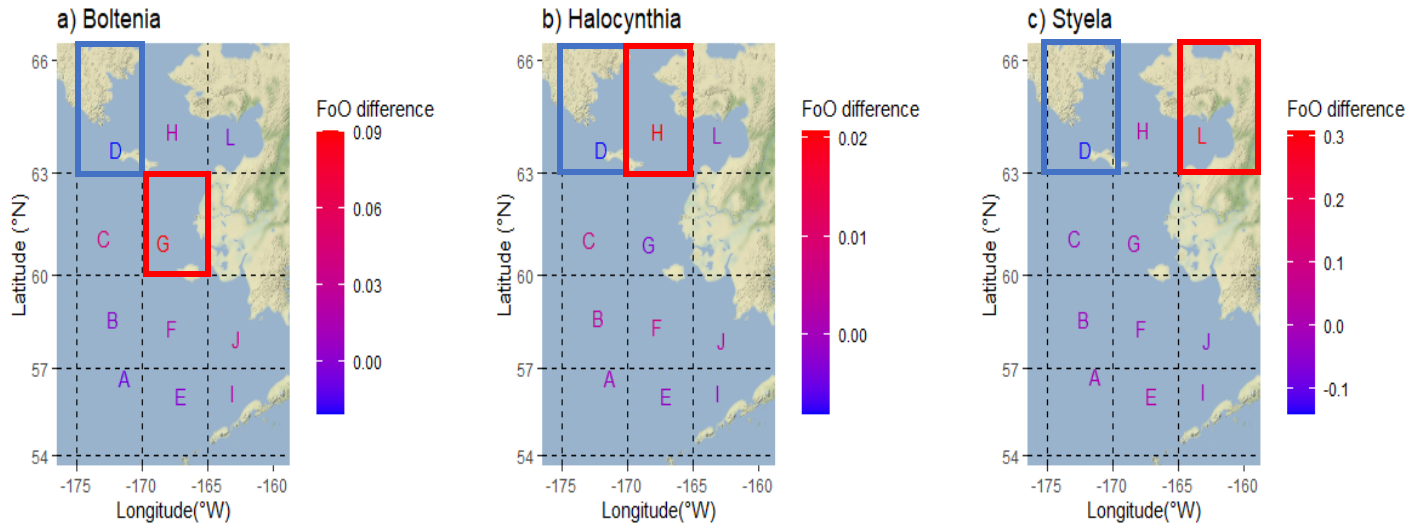 a) Boltenia
66
63
60
57
54
Latitude (°N)
-175 -170 -165 -160
Longitude(°W)
D H L
C G
B F J
A E I
FoO difference
0.09
0.06
0.03
0.00
b) Halocynthia
66
63
60
57
54
Latitude (°N)
-175 -170 -165 -160
Longitude(°W)
D H L
C G
B F J
A E I
FoO difference
0.02
0.01
0.00
c) Styela
66
63
60
57
54
Latitude (°N)
-175 -170 -165 -160
Longitude(°W)
D H L
C G
B F J
A E I
FoO difference
0.3
0.2
0.1
0.0
-0.1